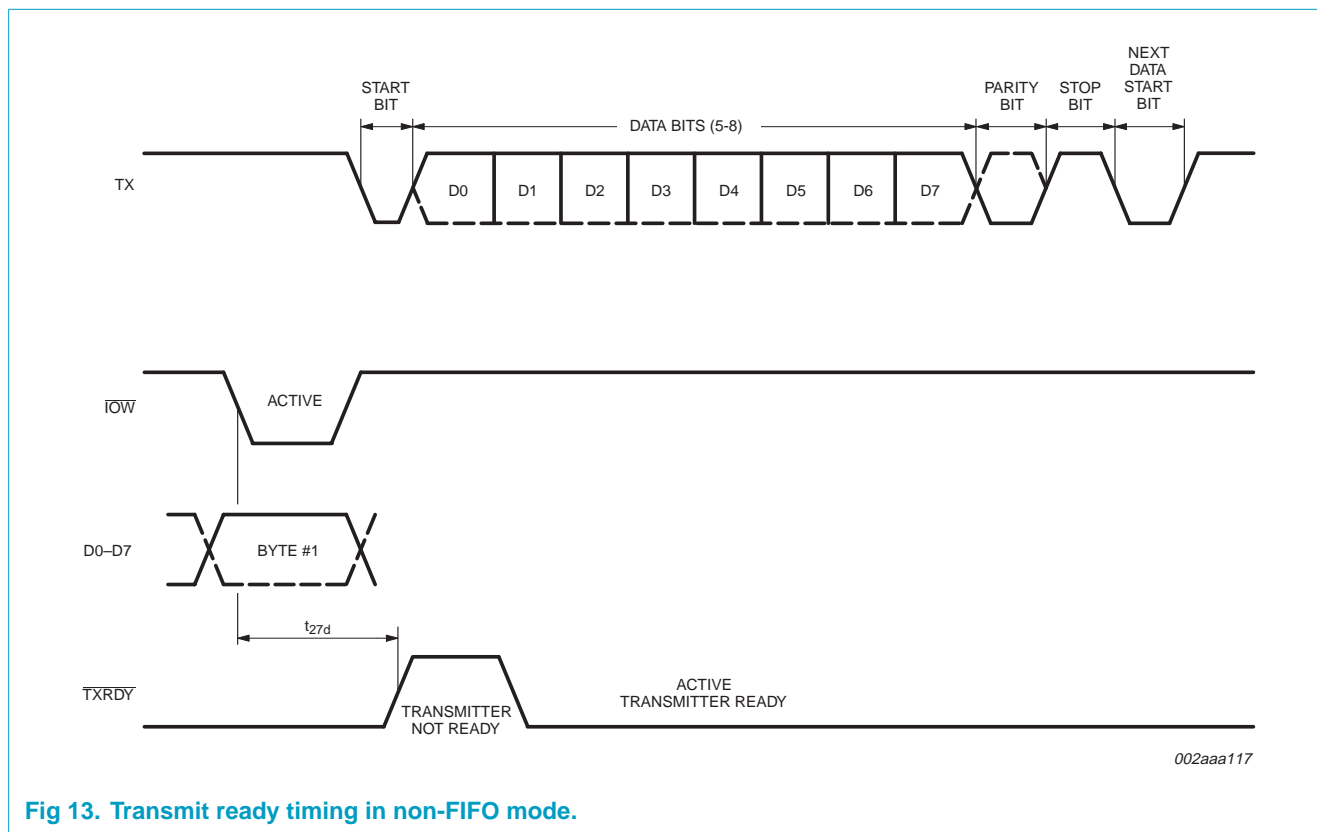 START
BIT
DATA BITS (5-8)
PARITY
BIT
STOP
BIT
NEXT
DATA
START
BIT
TX
D0
D1
D2
D3
D4
D5
D6
D7
IOW
ACTIVE
D0–D7
BYTE #1
t27d
TXRDY
TRANSMITTER
NOT READY
ACTIVE
TRANSMITTER READY
002aaa117
Fig 13. Transmit ready timing in non-FIFO mode.